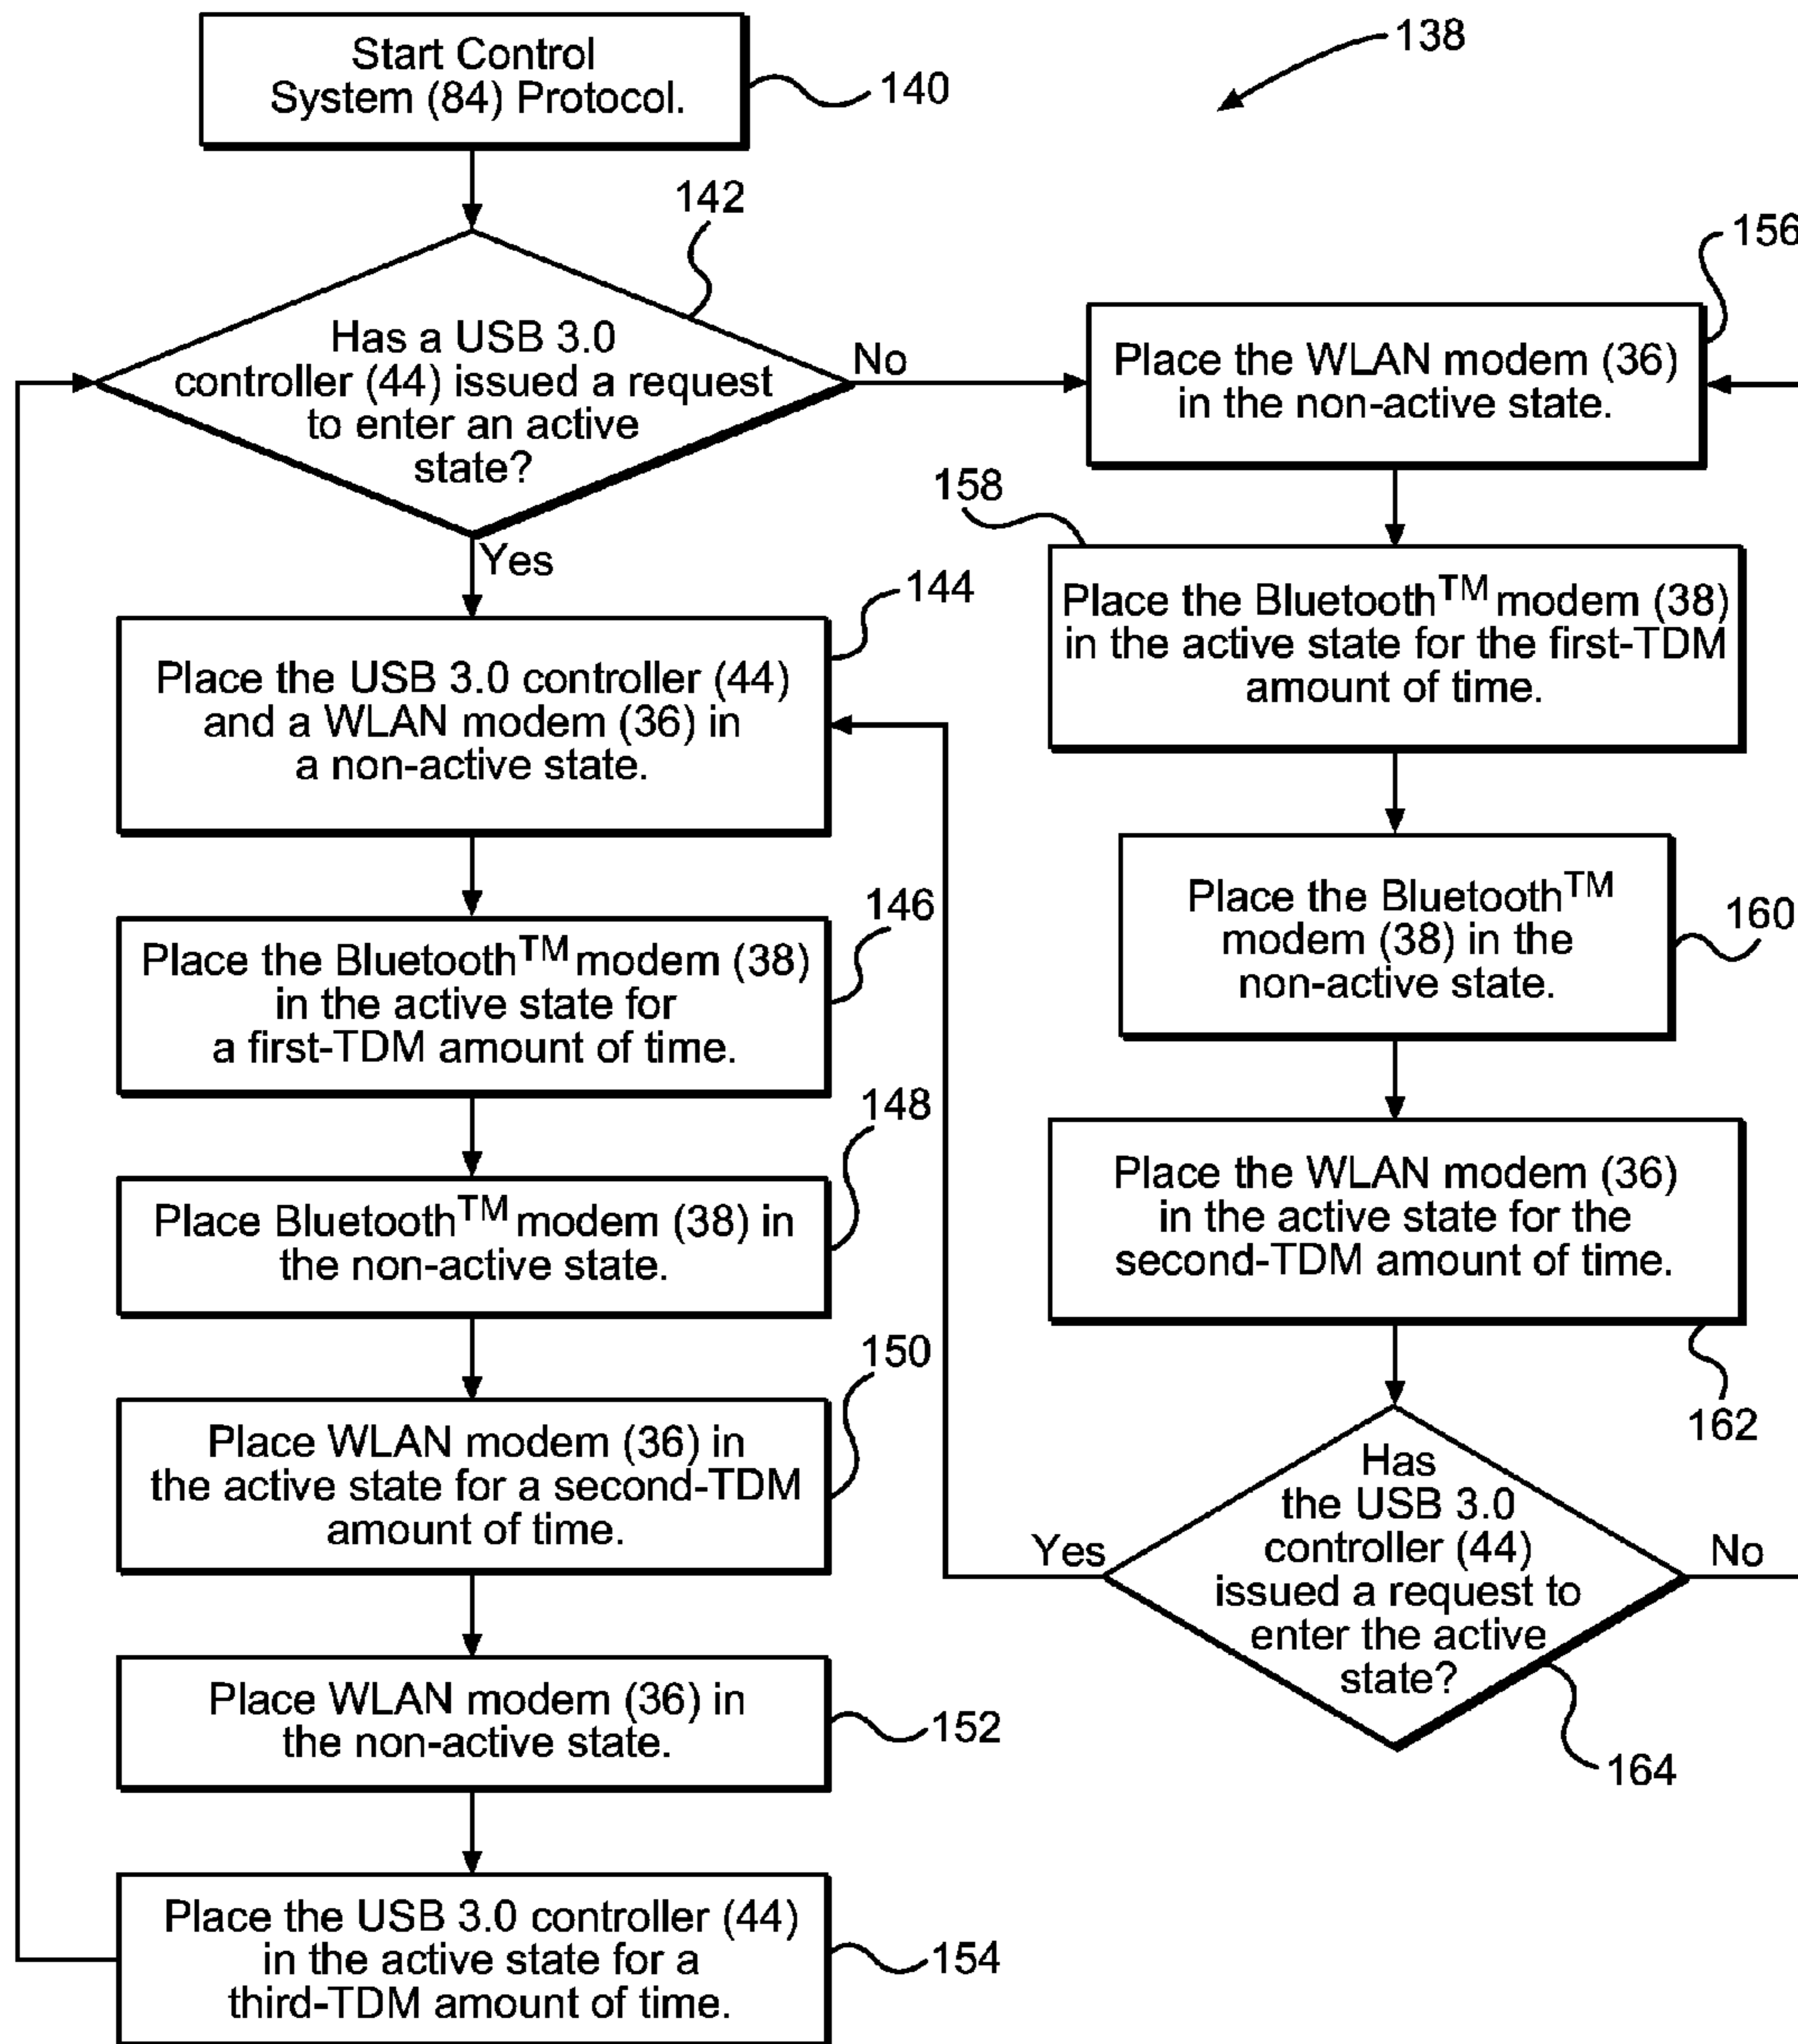 Start Control
System (84) Protocol.
140
138
142
Has a USB 3.0
controller (44) issued a request
to enter an active
state?
No
Yes
144
Place the USB 3.0 controller (44)
and a WLAN modem (36) in
a non-active state.
146
Place the Bluetooth™ modem (38)
in the active state for
a first-TDM amount of time.
148
Place Bluetooth™ modem (38) in
the non-active state.
150
Place WLAN modem (36) in
the active state for a second-TDM
amount of time.
Place WLAN modem (36) in
the non-active state.
152
Place the USB 3.0 controller (44)
in the active state for a
third-TDM amount of time.
154
156
Place the WLAN modem (36)
in the non-active state.
158
Place the Bluetooth™ modem (38)
in the active state for the first-TDM
amount of time.
Place the Bluetooth™
modem (38) in the
non-active state.
160
Place the WLAN modem (36)
in the active state for the
second-TDM amount of time.
162
Has
the USB 3.0
controller (44)
issued a request to
enter the active
state?
Yes
No
164